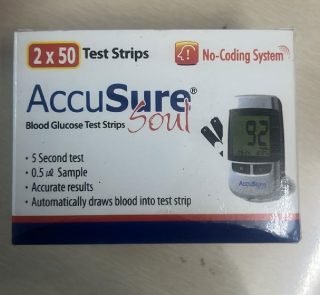 2 x 50 Test Strips
No-Coding System
AccuSure®
Soul
Blood Glucose Test Strips
92
AccuSure
• 5 Second test
• 0.5 µl Sample
• Accurate results
• Automatically draws blood into test strip